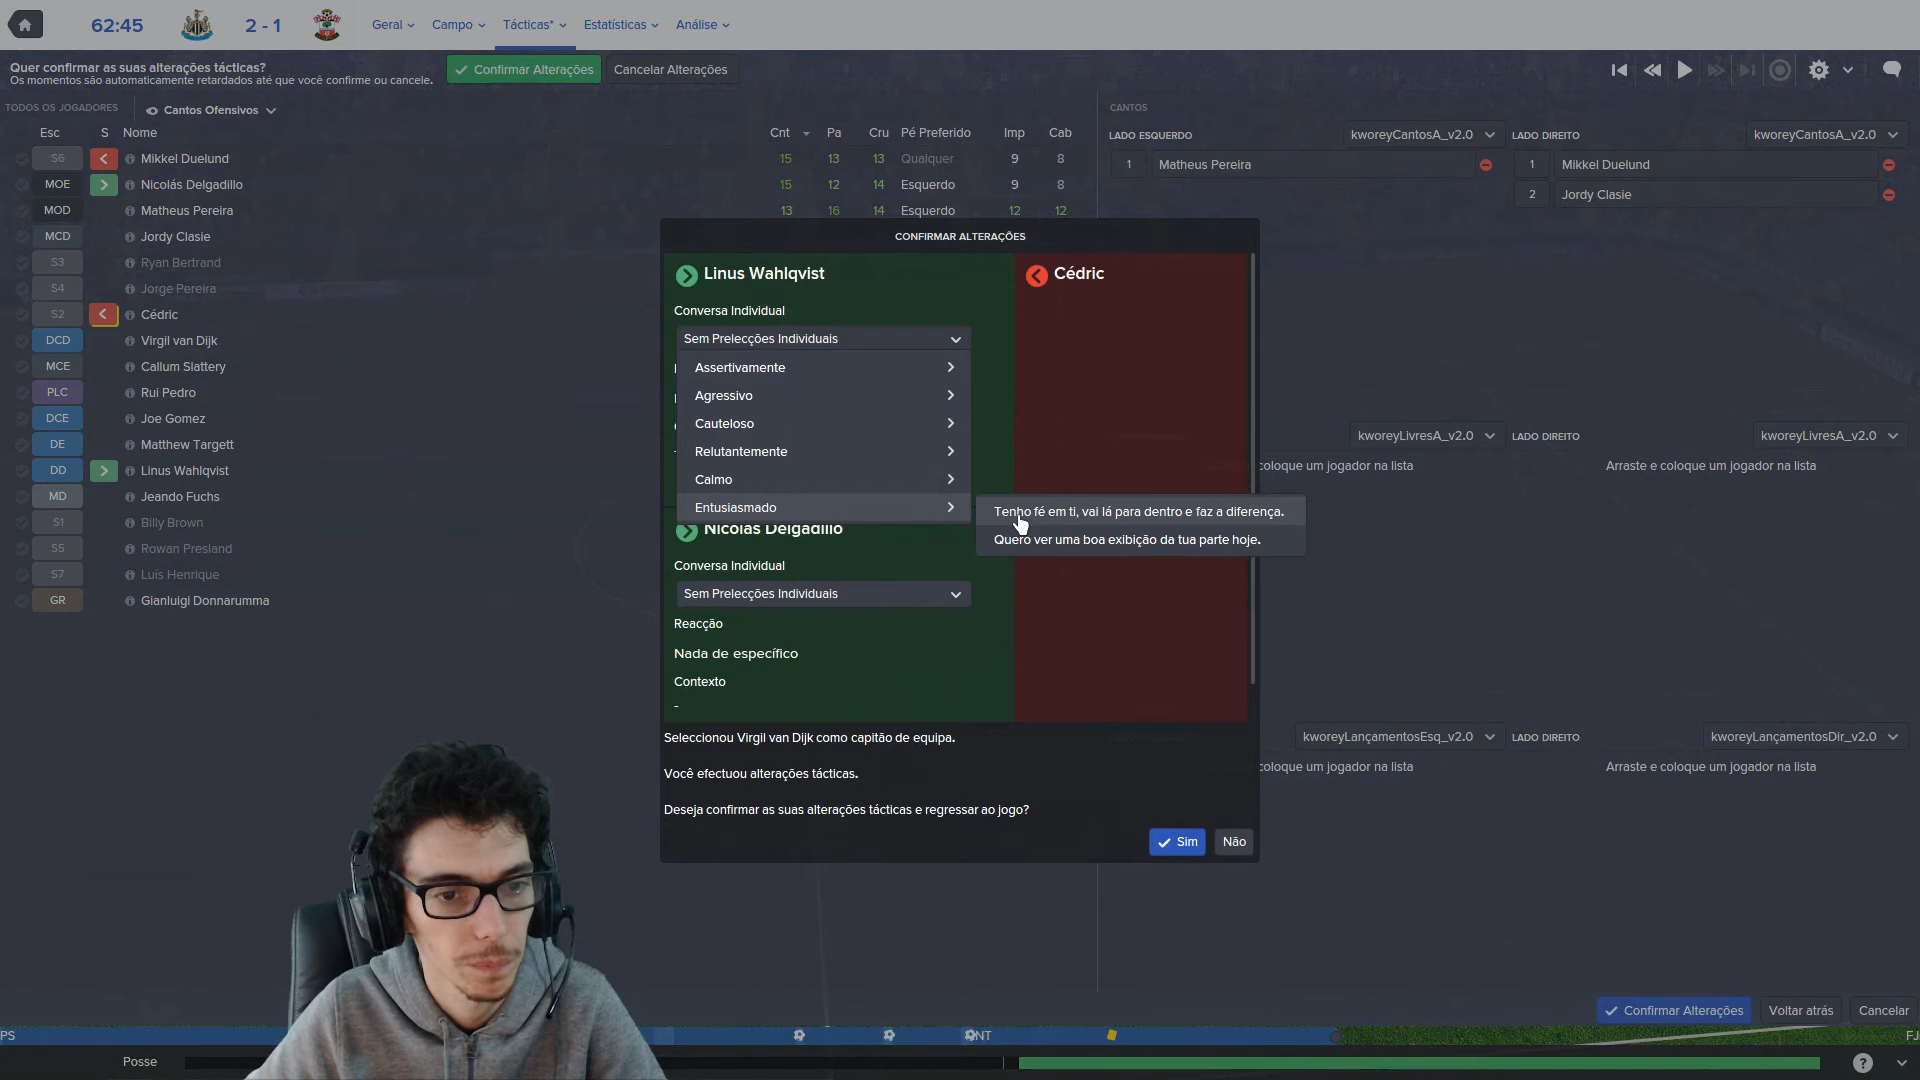 62:45
2 - 1
Geral
Campo
Tácticas*
Estatísticas
Análise
Quer confirmar as suas alterações tácticas?
Os momentos são automaticamente retardados até que você confirme ou cancele.
Confirmar Alterações
Cancelar Alterações
TODOS OS JOGADORES
Cantos Ofensivos
Esc S Nome Cnt Pa Cru Pé Preferido Imp Cab
S6 Mikkel Duelund 15 13 13 Qualquer 9 8
MOE Nicolás Delgadillo 15 12 14 Esquerdo 9 8
MOD Matheus Pereira 13 16 14 Esquerdo 12 12
MCD Jordy Clasie
S3 Ryan Bertrand
S4 Jorge Pereira
S2 Cédric
DCD Virgil van Dijk
MCE Callum Slattery
PLC Rui Pedro
DCE Joe Gomez
DE Matthew Targett
DD Linus Wahlqvist
MD Jeando Fuchs
S1 Billy Brown
S5 Rowan Presland
S7 Luís Henrique
GR Gianluigi Donnarumma
CANTOS
LADO ESQUERDO kworeyCantosA_v2.0 LADO DIREITO kworeyCantosA_v2.0
1 Matheus Pereira 1 Mikkel Duelund
2 Jordy Clasie
kworeyLivresA_v2.0 LADO DIREITO kworeyLivresA_v2.0
coloque um jogador na lista Arraste e coloque um jogador na lista
kworeyLançamentosEsq_v2.0 LADO DIREITO kworeyLançamentosDir_v2.0
coloque um jogador na lista Arraste e coloque um jogador na lista
CONFIRMAR ALTERAÇÕES
Linus Wahlqvist
Cédric
Conversa Individual
Sem Prelecções Individuais
Assertivamente
Agressivo
Cauteloso
Relutantemente
Calmo
Entusiasmado
Tenho fé em ti, vai lá para dentro e faz a diferença.
Quero ver uma boa exibição da tua parte hoje.
Nicolás Delgadillo
Conversa Individual
Sem Prelecções Individuais
Reacção
Nada de específico
Contexto
-
Seleccionou Virgil van Dijk como capitão de equipa.
Você efectuou alterações tácticas.
Deseja confirmar as suas alterações tácticas e regressar ao jogo?
Sim
Não
Confirmar Alterações
Voltar atrás
Cancelar
PS
NT
FJ
Posse
?